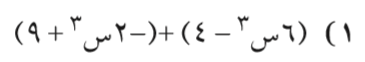 ١) (٦س٣ – ٤) + (–٢س٣ + ٩)